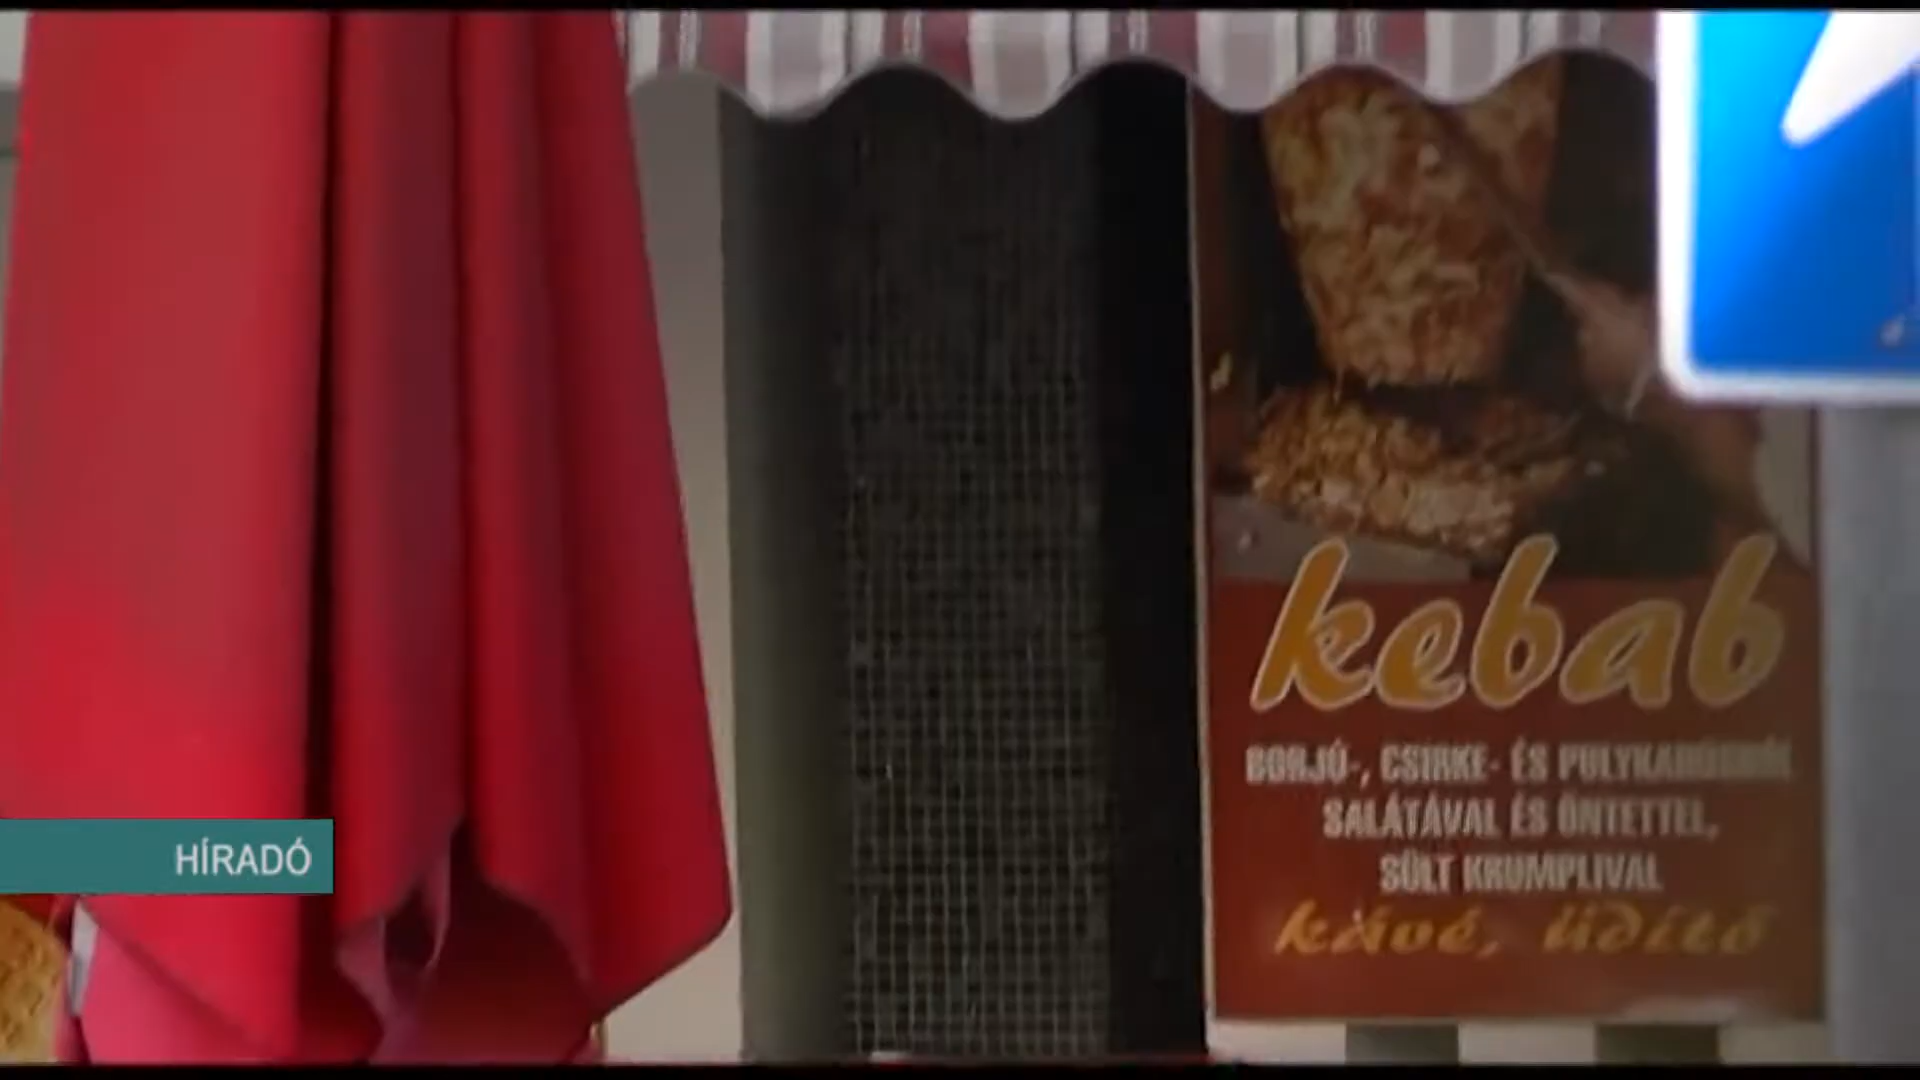 kebab
BORJÚ-, CSIRKE- ÉS PULYKAHÚSBÓL
SALÁTÁVAL ÉS ÖNTETTEL,
SÜLT KRUMPLIVAL
kávé, üdítő
HÍRADÓ